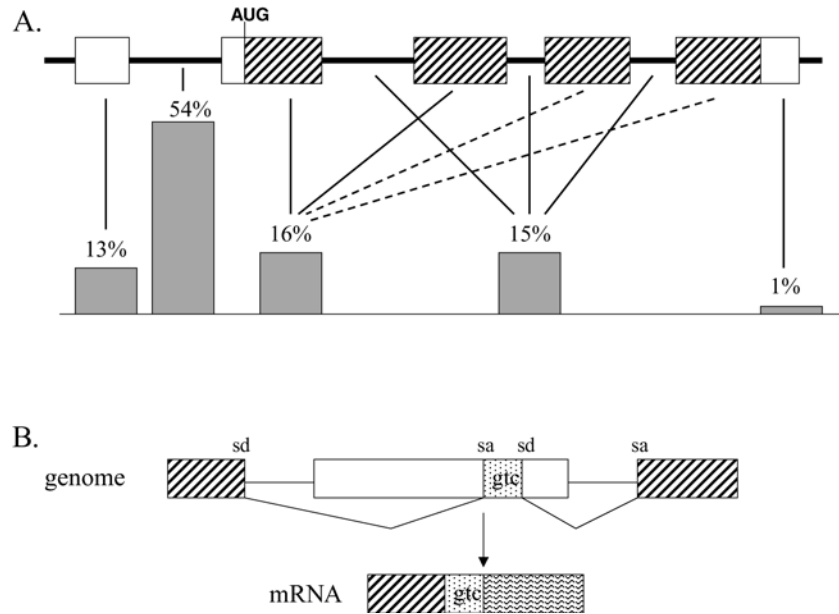 A.
AUG
54%
13%
16%
15%
1%
B.
sd
sa
sd
sa
genome
gtc
mRNA
gtc